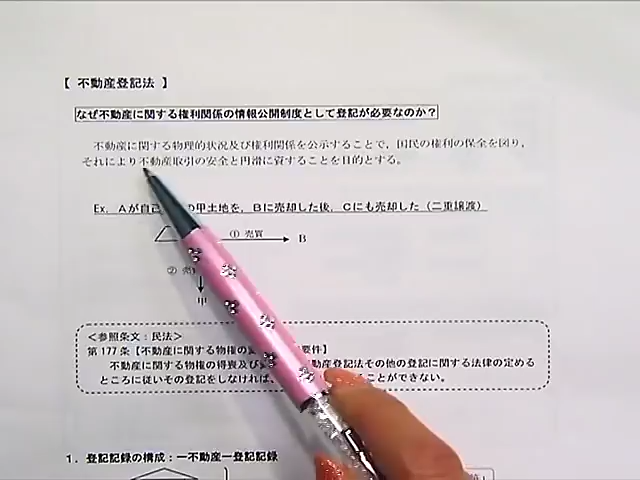 【 不動産登記法 】
なぜ不動産に関する権利関係の情報公開制度として登記が必要なのか？
不動産に関する物理的状況及び権利関係を公示することで，国民の権利の保全を図り，
それにより不動産取引の安全と円滑に資することを目的とする。
Ex. Aが自己 の甲土地を，Bに売却した後，Cにも売却した（二重譲渡）
① 売買
B
② 売
甲
＜参照条文：民法＞
第177条【不動産に関する物権の 要件】
不動産に関する物権の得喪及び 動産登記法その他の登記に関する法律の定める
ところに従いその登記をしなければ、 ことができない。
1．登記記録の構成：一不動産一登記記録